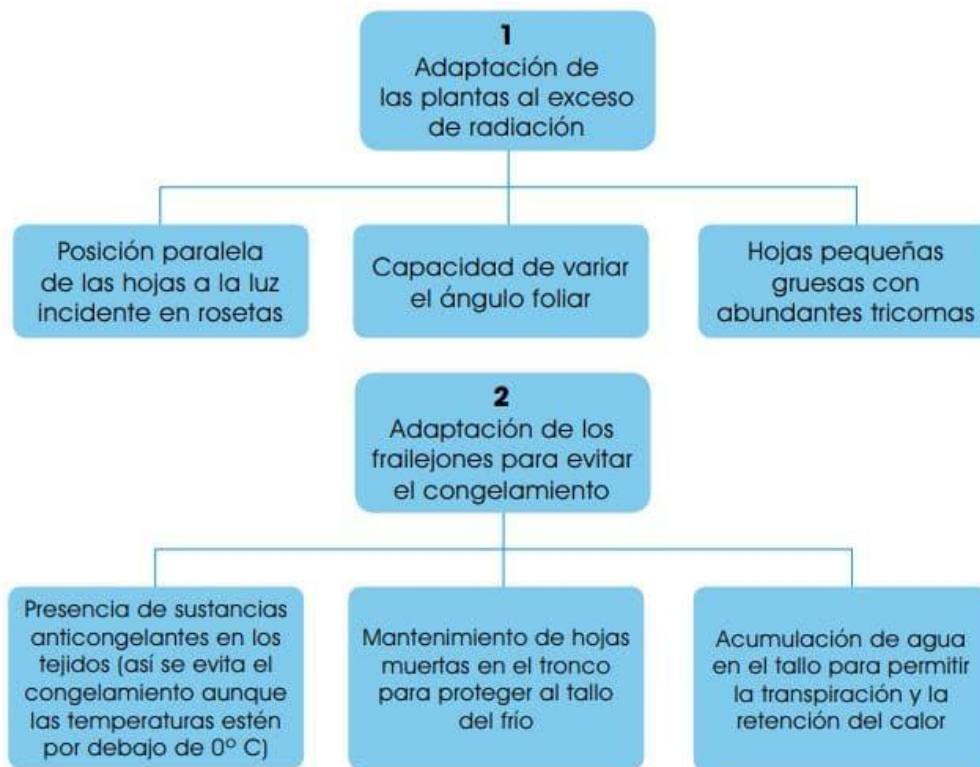 1
Adaptación de
las plantas al exceso
de radiación
Posición paralela
de las hojas a la luz
incidente en rosetas
Capacidad de variar
el ángulo foliar
Hojas pequeñas
gruesas con
abundantes tricomas
2
Adaptación de los
frailejones para evitar
el congelamiento
Presencia de sustancias
anticongelantes en los
tejidos (así se evita el
congelamiento aunque
las temperaturas estén
por debajo de 0° C)
Mantenimiento de hojas
muertas en el tronco
para proteger al tallo
del frío
Acumulación de agua
en el tallo para permitir
la transpiración y la
retención del calor